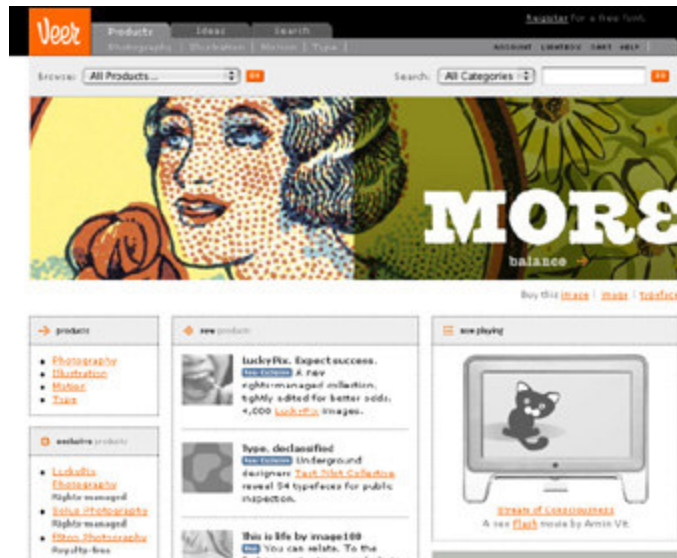 Veer
Products Ideas Search
Register for a free font.
Photography | Illustration | Motion | Type |
ACCOUNT LIGHTBOX CART HELP |
Browse: All Products... GO
Search: All Categories GO
MORE
balance →
Buy this image | image | typeface
→ products
Photography
Illustration
Motion
Type
new products
LuckyPix. Expect success.
New Exclusive A new
rights-managed collection,
tightly edited for better odds.
4,000 LuckyPix images.
Type, declassified
New Exclusive Underground
designers Test Pilot Collective
reveal 54 typefaces for public
inspection.
This is life by image100
You can relate. To the
now playing
Stream of Consciousness
A new Flash movie by Armin Vit.
exclusive products
LuckyPix
Photography
Rights-managed
Solus Photography
Rights-managed
fStop Photography
Royalty-free